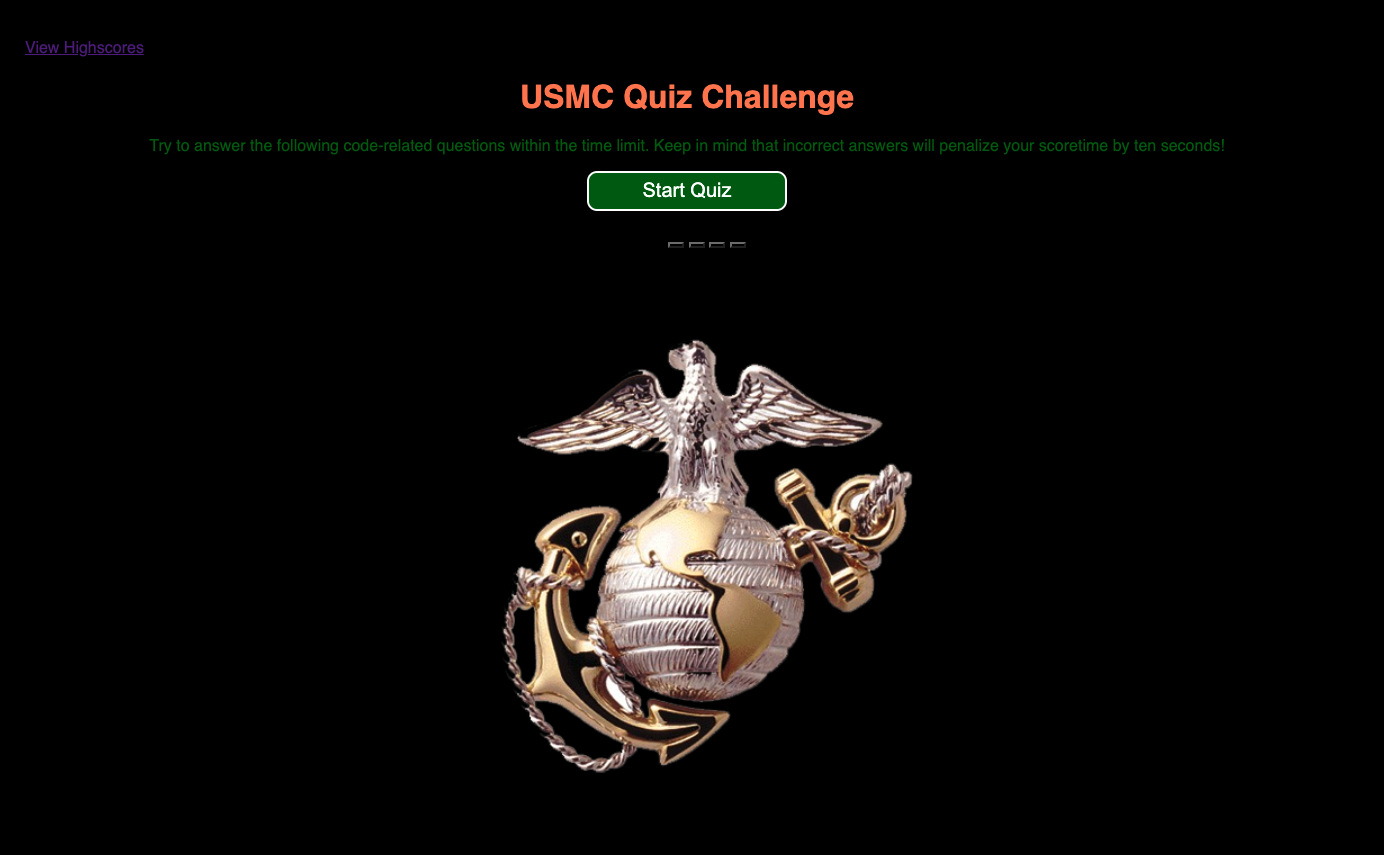 View Highscores
USMC Quiz Challenge
Try to answer the following code-related questions within the time limit. Keep in mind that incorrect answers will penalize your scoretime by ten seconds!
Start Quiz